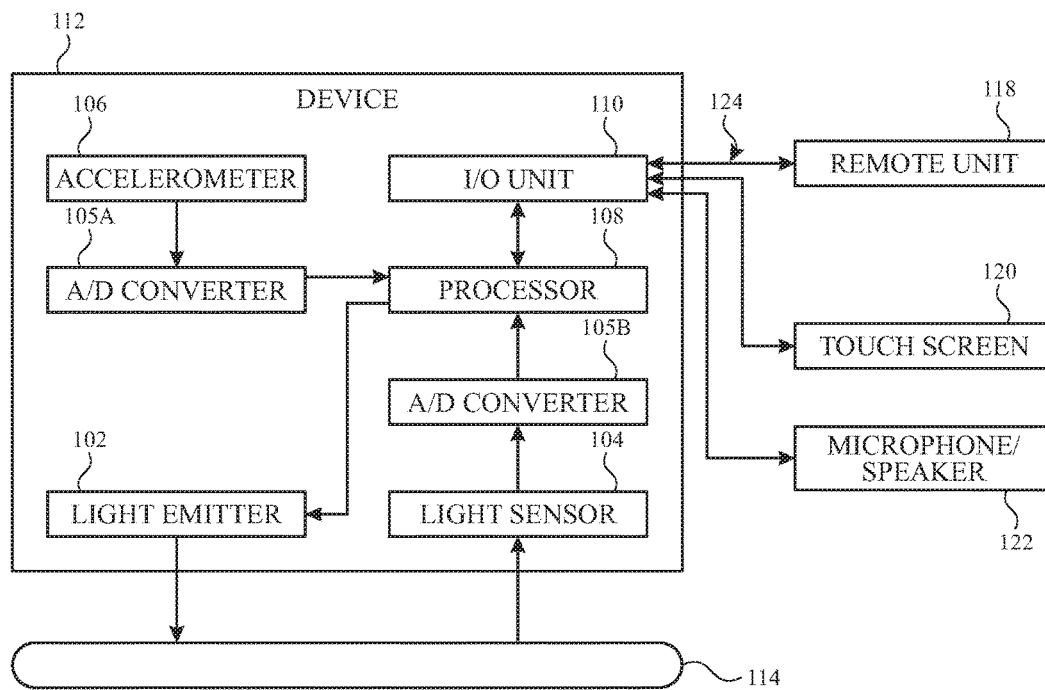 112
DEVICE
106
ACCELEROMETER
110
I/O UNIT
124
118
REMOTE UNIT
105A
A/D CONVERTER
108
PROCESSOR
120
TOUCH SCREEN
105B
A/D CONVERTER
102
LIGHT EMITTER
104
LIGHT SENSOR
MICROPHONE/
SPEAKER
122
114